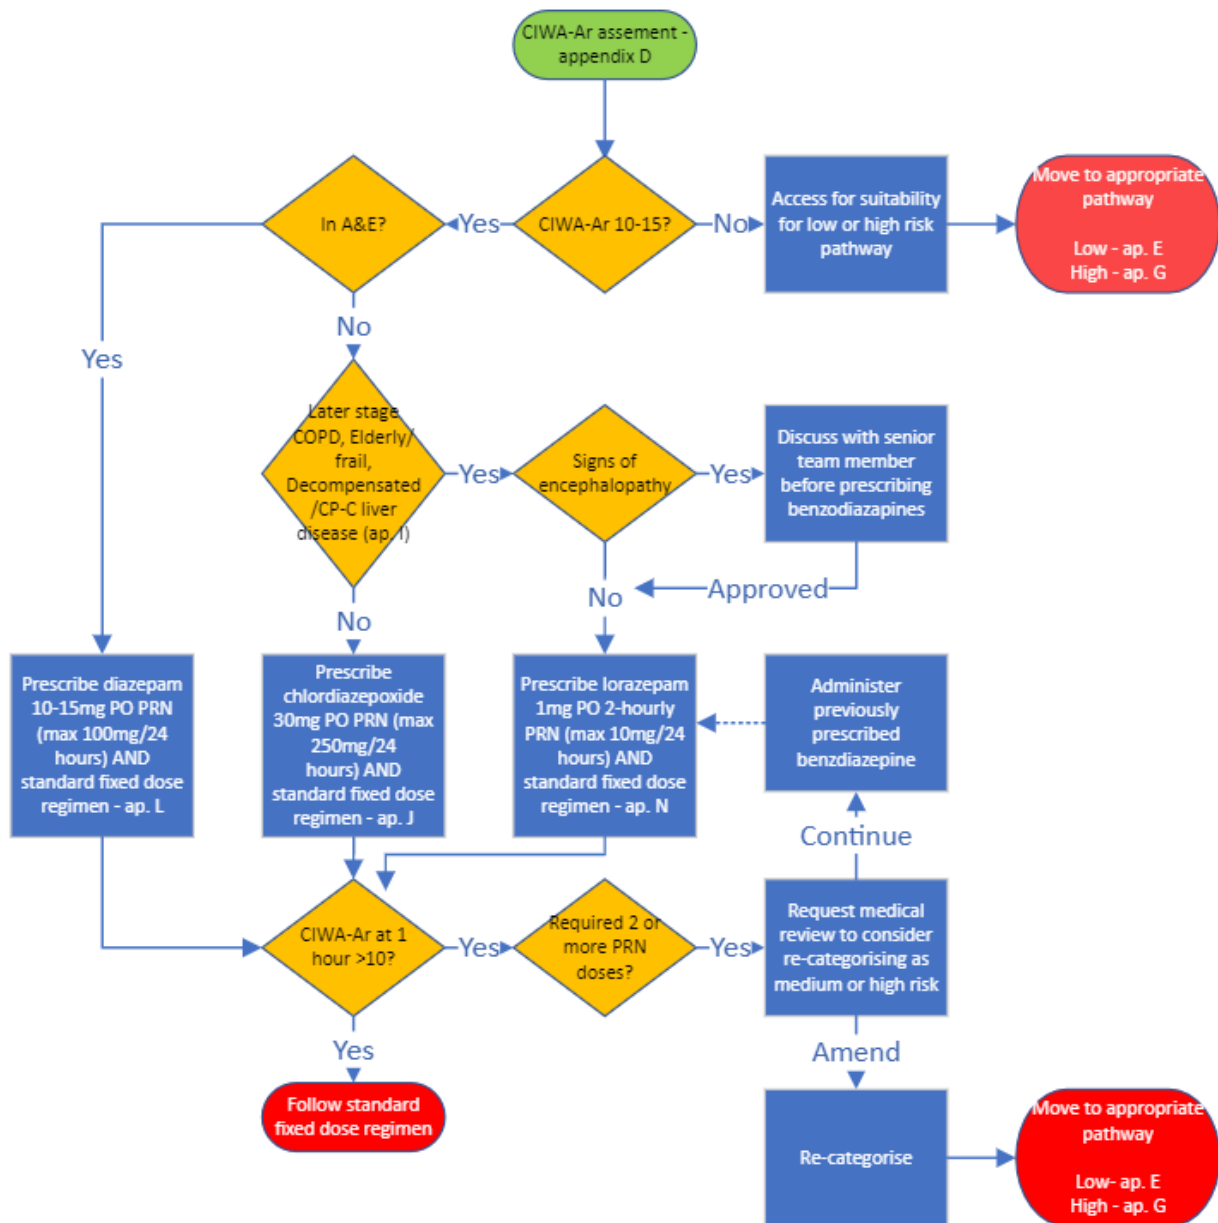 CIWA-Ar assement -
appendix D
In A&E?
Yes
CIWA-Ar 10-15?
No
Access for suitability
for low or high risk
pathway
Move to appropriate
pathway
Low - ap. E
High - ap. G
Yes
No
Later stage
COPD, Elderly/
frail,
Decompensated
/CP-C liver
disease (ap. I)
Yes
Signs of
encephalopathy
Yes
Discuss with senior
team member
before prescribing
benzodiazapines
No
No
Approved
Prescribe diazepam
10-15mg PO PRN
(max 100mg/24
hours) AND
standard fixed dose
regimen - ap. L
Prescribe
chlordiazepoxide
30mg PO PRN (max
250mg/24
hours) AND
standard fixed dose
regimen - ap. J
Prescribe lorazepam
1mg PO 2-hourly
PRN (max 10mg/24
hours) AND
standard fixed dose
regimen - ap. N
Administer
previously
prescribed
benzdiazepine
Continue
CIWA-Ar at 1
hour >10?
Yes
Required 2 or
more PRN
doses?
Yes
Request medical
review to consider
re-categorising as
medium or high risk
Yes
Amend
Follow standard
fixed dose regimen
Re-categorise
Move to appropriate
pathway
Low- ap. E
High - ap. G